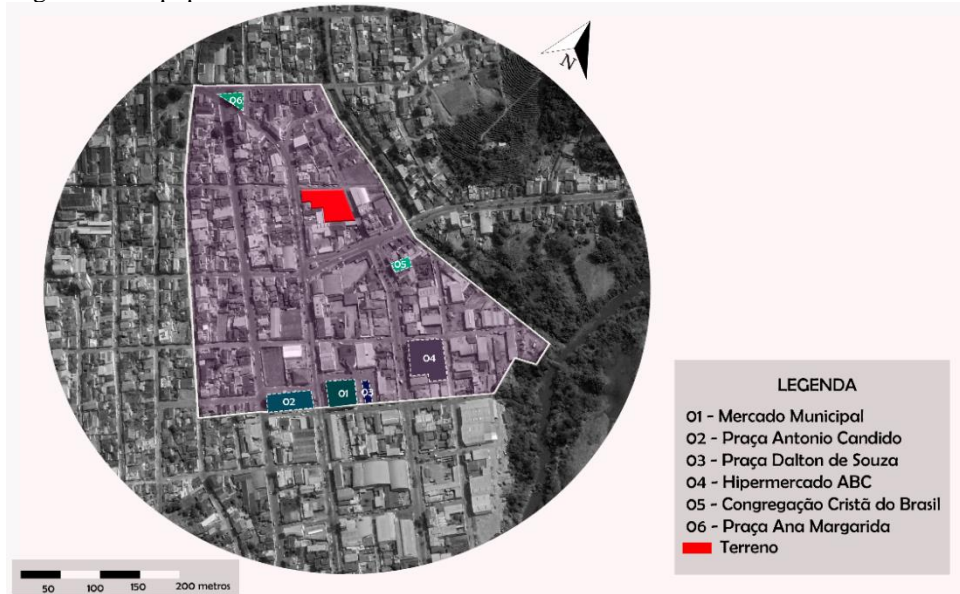 N
06
05
04
03
01
02
LEGENDA
01 - Mercado Municipal
02 - Praça Antonio Candido
03 - Praça Dalton de Souza
04 - Hipermercado ABC
05 - Congregação Cristã do Brasil
06 - Praça Ana Margarida
Terreno
50 100 150 200 metros